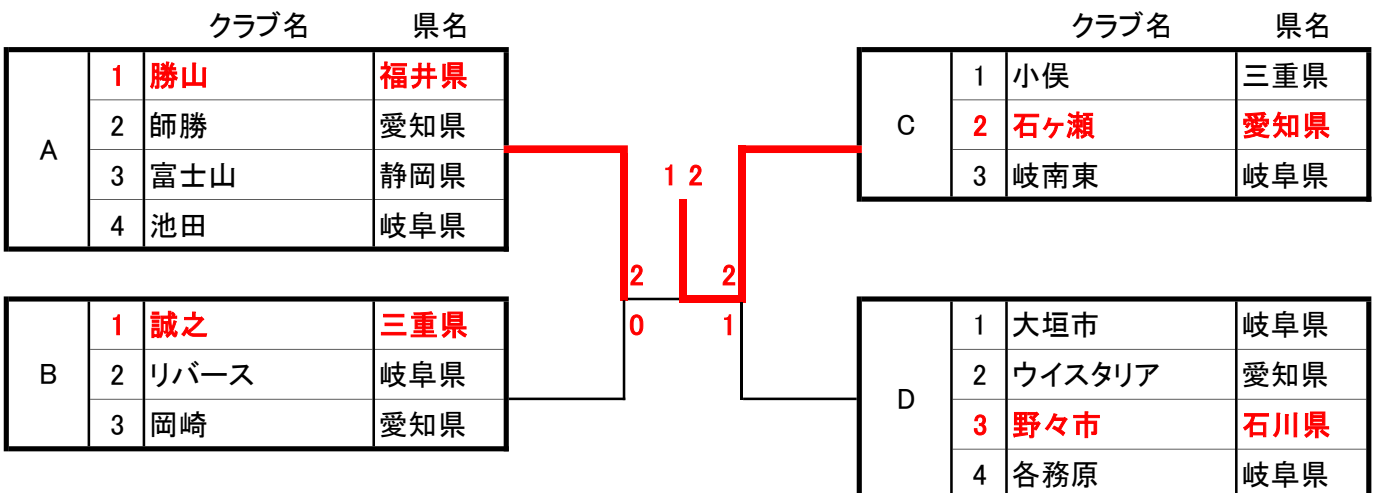 クラブ名 県名
A
1 勝山 福井県
2 師勝 愛知県
3 富士山 静岡県
4 池田 岐阜県
B
1 誠之 三重県
2 リバース 岐阜県
3 岡崎 愛知県
1 2
2 2
0 1
クラブ名 県名
C
1 小俣 三重県
2 石ヶ瀬 愛知県
3 岐南東 岐阜県
D
1 大垣市 岐阜県
2 ウイスタリア 愛知県
3 野々市 石川県
4 各務原 岐阜県